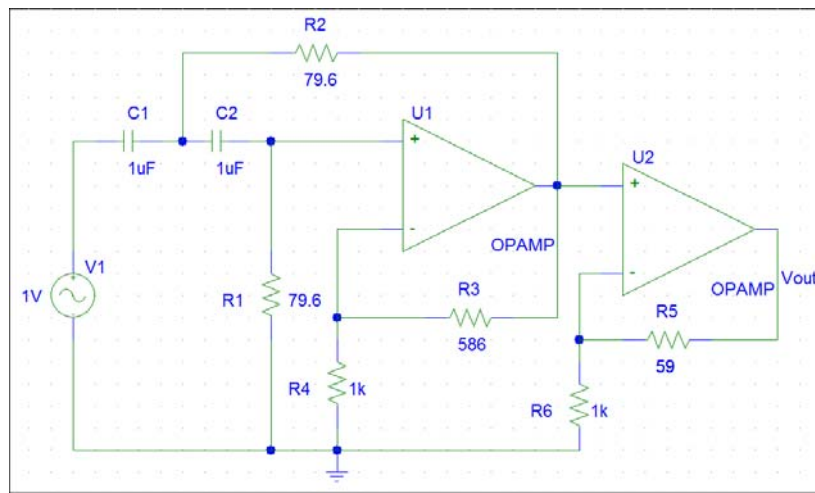 R2
79.6
C1
C2
U1
1uF
1uF
U2
V1
1V
OPAMP
R1
79.6
R3
586
OPAMP
Vout
R5
59
R4
1k
R6
1k